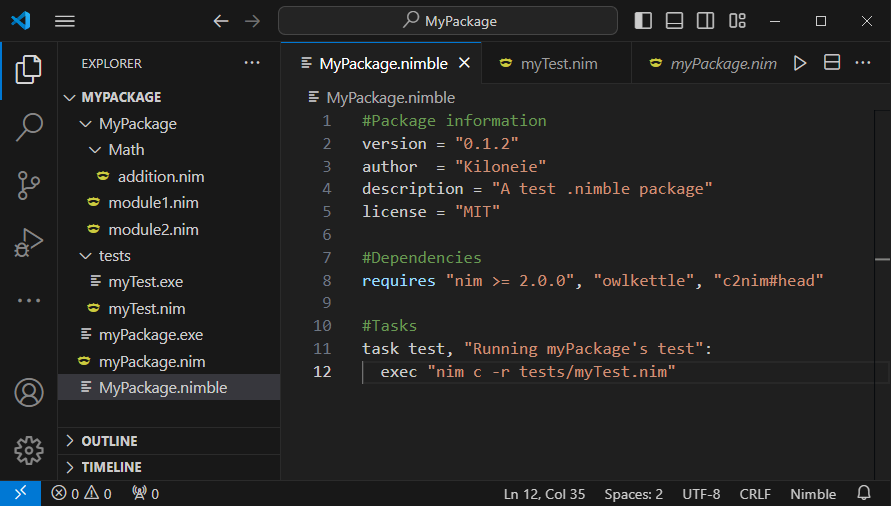 MyPackage
EXPLORER
MyPackage.nimble
myTest.nim
myPackage.nim
MYPACKAGE
MyPackage
Math
addition.nim
module1.nim
module2.nim
tests
myTest.exe
myTest.nim
myPackage.exe
myPackage.nim
MyPackage.nimble
OUTLINE
TIMELINE
MyPackage.nimble
1 #Package information
2 version = "0.1.2"
3 author  = "Kiloneie"
4 description = "A test .nimble package"
5 license = "MIT"
6
7 #Dependencies
8 requires "nim >= 2.0.0", "owlkettle", "c2nim#head"
9
10 #Tasks
11 task test, "Running myPackage's test":
12   exec "nim c -r tests/myTest.nim"
0 0 0 Ln 12, Col 35 Spaces: 2 UTF-8 CRLF Nimble